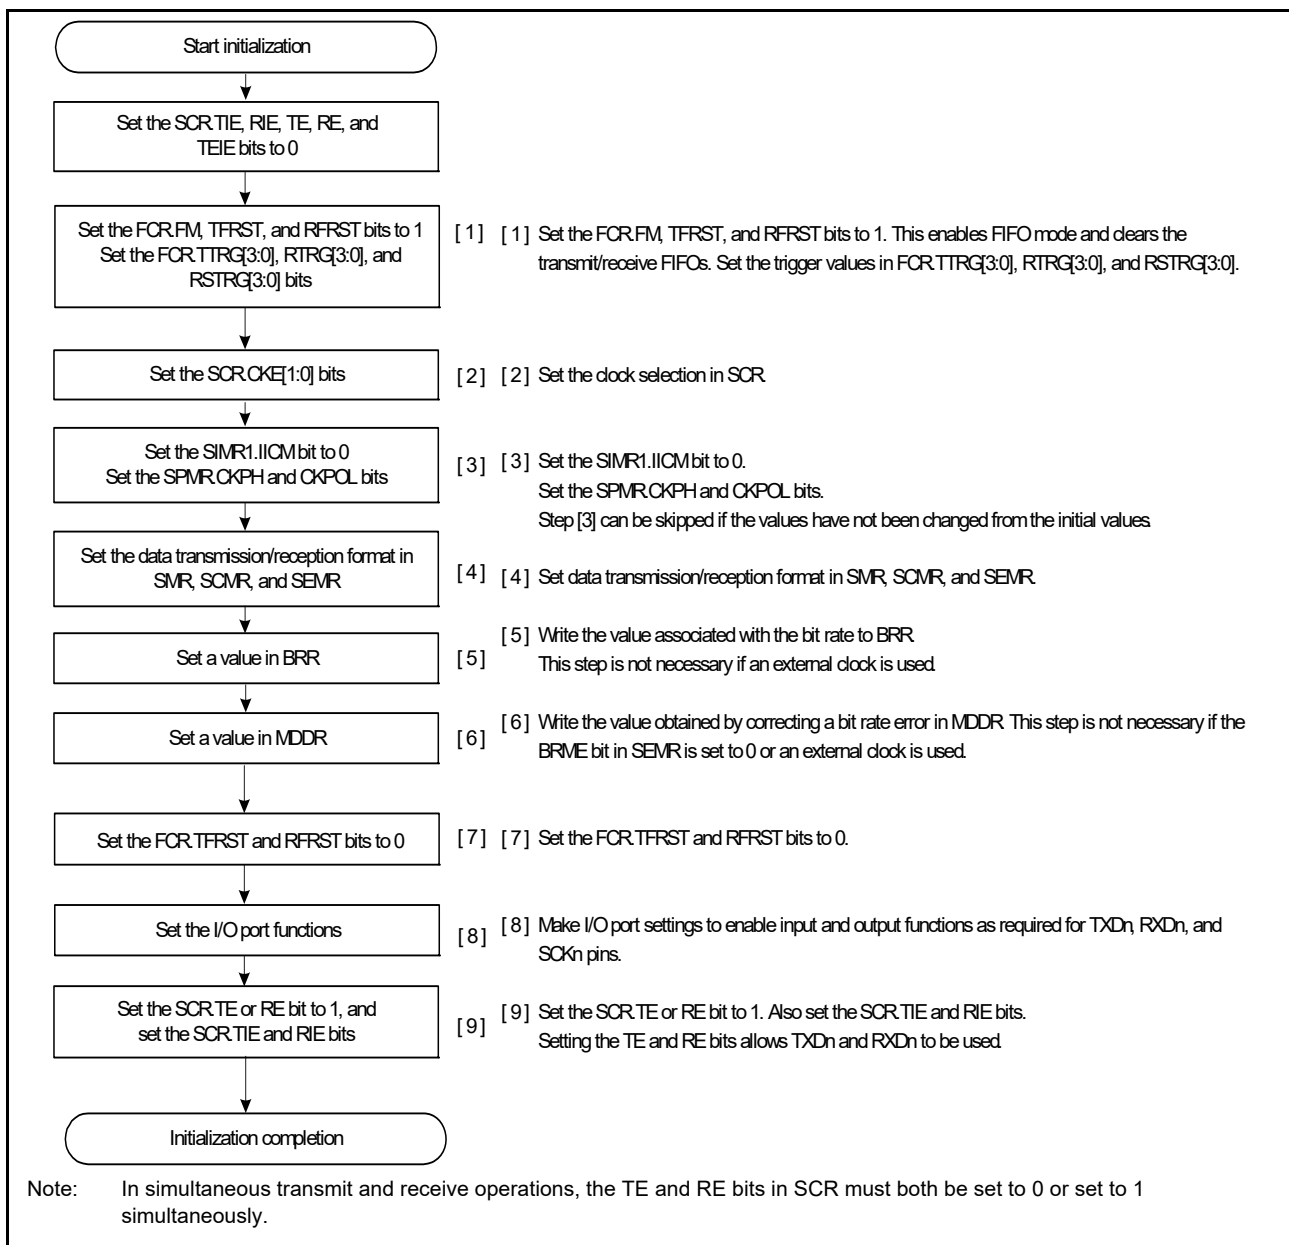 Start initialization
Set the SCR.TIE, RIE, TE, RE, and
TEIE bits to 0
Set the FCR.FM, TFRST, and RFRST bits to 1
Set the FCR.TTRG[3:0], RTRG[3:0], and
RSTRG[3:0] bits
[1]
[1] Set the FCR.FM, TFRST, and RFRST bits to 1. This enables FIFO mode and clears the
transmit/receive FIFOs. Set the trigger values in FCR.TTRG[3:0], RTRG[3:0], and RSTRG[3:0].
Set the SCR.CKE[1:0] bits
[2]
[2] Set the clock selection in SCR.
Set the SIMR1.IICM bit to 0
Set the SPMR.CKPH and CKPOL bits
[3]
[3] Set the SIMR1.IICM bit to 0.
Set the SPMR.CKPH and CKPOL bits.
Step [3] can be skipped if the values have not been changed from the initial values.
Set the data transmission/reception format in
SMR, SCMR, and SEMR
[4]
[4] Set data transmission/reception format in SMR, SCMR, and SEMR.
Set a value in BRR
[5]
[5] Write the value associated with the bit rate to BRR.
This step is not necessary if an external clock is used.
Set a value in MDDR
[6]
[6] Write the value obtained by correcting a bit rate error in MDDR. This step is not necessary if the
BRME bit in SEMR is set to 0 or an external clock is used.
Set the FCR.TFRST and RFRST bits to 0
[7]
[7] Set the FCR.TFRST and RFRST bits to 0.
Set the I/O port functions
[8]
[8] Make I/O port settings to enable input and output functions as required for TXDn, RXDn, and
SCKn pins.
Set the SCR.TE or RE bit to 1, and
set the SCR.TIE and RIE bits
[9]
[9] Set the SCR.TE or RE bit to 1. Also set the SCR.TIE and RIE bits.
Setting the TE and RE bits allows TXDn and RXDn to be used.
Initialization completion
Note: In simultaneous transmit and receive operations, the TE and RE bits in SCR must both be set to 0 or set to 1
simultaneously.